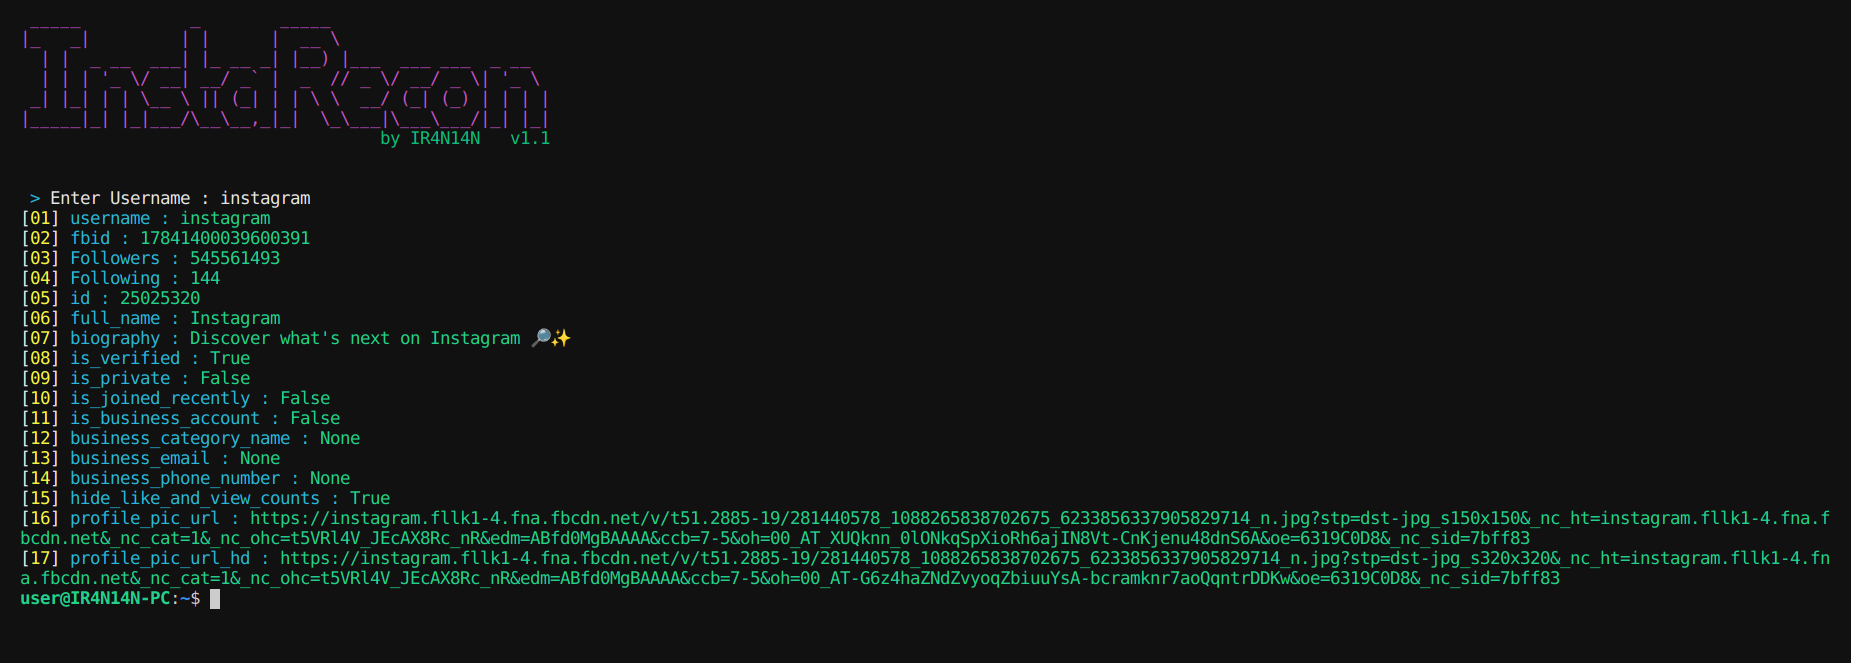 InstaRecon
by IR4N14N v1.1
> Enter Username : instagram
[01] username : instagram
[02] fbid : 17841400039600391
[03] Followers : 545561493
[04] Following : 144
[05] id : 25025320
[06] full_name : Instagram
[07] biography : Discover what's next on Instagram 🔎✨
[08] is_verified : True
[09] is_private : False
[10] is_joined_recently : False
[11] is_business_account : False
[12] business_category_name : None
[13] business_email : None
[14] business_phone_number : None
[15] hide_like_and_view_counts : True
[16] profile_pic_url : https://instagram.fllk1-4.fna.fbcdn.net/v/t51.2885-19/281440578_1088265838702675_6233856337905829714_n.jpg?stp=dst-jpg_s150x150&_nc_ht=instagram.fllk1-4.fna.f
bcdn.net&_nc_cat=1&_nc_ohc=t5VRl4V_JEcAX8Rc_nR&edm=ABfd0MgBAAAA&ccb=7-5&oh=00_AT_XUQknn_0lONkqSpXioRh6ajIN8Vt-CnKjenu48dnS6A&oe=6319C0D8&_nc_sid=7bff83
[17] profile_pic_url_hd : https://instagram.fllk1-4.fna.fbcdn.net/v/t51.2885-19/281440578_1088265838702675_6233856337905829714_n.jpg?stp=dst-jpg_s320x320&_nc_ht=instagram.fllk1-4.fn
a.fbcdn.net&_nc_cat=1&_nc_ohc=t5VRl4V_JEcAX8Rc_nR&edm=ABfd0MgBAAAA&ccb=7-5&oh=00_AT-G6z4haZNdZvyoqZbiuuYsA-bcramknr7aoQqntrDDKw&oe=6319C0D8&_nc_sid=7bff83
user@IR4N14N-PC:~$